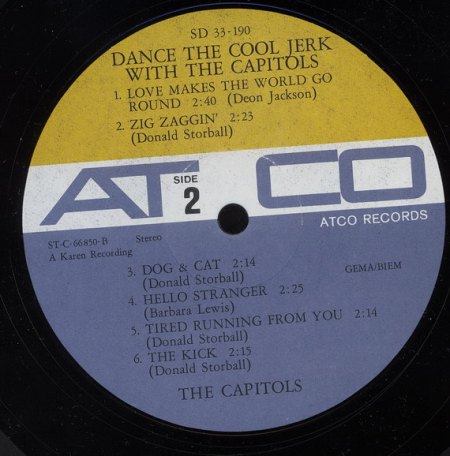 SD 33-190
DANCE THE COOL JERK
WITH THE CAPITOLS
1. LOVE MAKES THE WORLD GO
ROUND 2:40 (Deon Jackson)
2. ZIG ZAGGIN' 2:23
(Donald Storball)
ATCO
SIDE
2
ATCO RECORDS
ST-C-66850-B Stereo
A Karen Recording
3. DOG & CAT 2:14
(Donald Storball)
GEMA/BIEM
4. HELLO STRANGER 2:25
(Barbara Lewis)
5. TIRED RUNNING FROM YOU 2:14
(Donald Storball)
6. THE KICK 2:15
(Donald Storball)
THE CAPITOLS